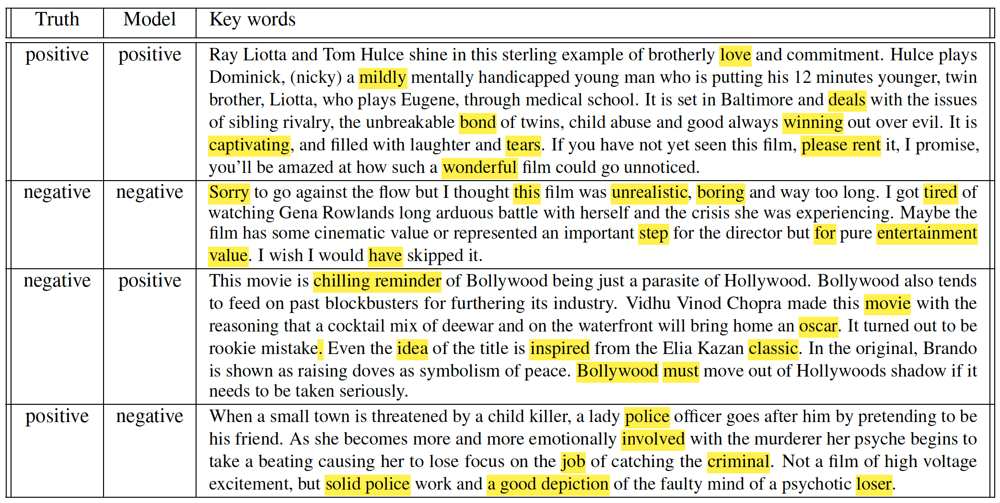 Truth Model Key words
positive positive Ray Liotta and Tom Hulce shine in this sterling example of brotherly love and commitment. Hulce plays
Dominick, (nicky) a mildly mentally handicapped young man who is putting his 12 minutes younger, twin
brother, Liotta, who plays Eugene, through medical school. It is set in Baltimore and deals with the issues
of sibling rivalry, the unbreakable bond of twins, child abuse and good always winning out over evil. It is
captivating, and filled with laughter and tears. If you have not yet seen this film, please rent it, I promise,
you’ll be amazed at how such a wonderful film could go unnoticed.
negative negative Sorry to go against the flow but I thought this film was unrealistic, boring and way too long. I got tired of
watching Gena Rowlands long arduous battle with herself and the crisis she was experiencing. Maybe the
film has some cinematic value or represented an important step for the director but for pure entertainment
value. I wish I would have skipped it.
negative positive This movie is chilling reminder of Bollywood being just a parasite of Hollywood. Bollywood also tends
to feed on past blockbusters for furthering its industry. Vidhu Vinod Chopra made this movie with the
reasoning that a cocktail mix of deewar and on the waterfront will bring home an oscar. It turned out to be
rookie mistake. Even the idea of the title is inspired from the Elia Kazan classic. In the original, Brando
is shown as raising doves as symbolism of peace. Bollywood must move out of Hollywoods shadow if it
needs to be taken seriously.
positive negative When a small town is threatened by a child killer, a lady police officer goes after him by pretending to be
his friend. As she becomes more and more emotionally involved with the murderer her psyche begins to
take a beating causing her to lose focus on the job of catching the criminal. Not a film of high voltage
excitement, but solid police work and a good depiction of the faulty mind of a psychotic loser.